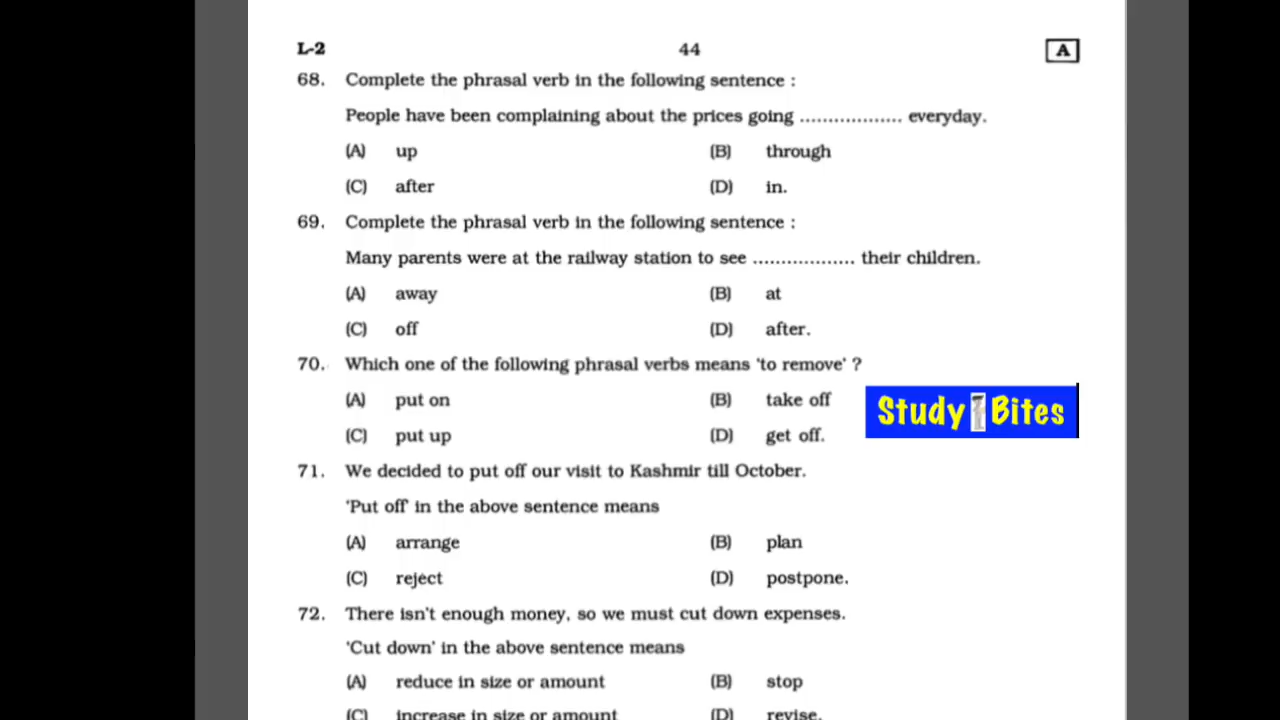 L-2 44 A
68. Complete the phrasal verb in the following sentence :
People have been complaining about the prices going .................. everyday.
(A) up (B) through
(C) after (D) in.
69. Complete the phrasal verb in the following sentence :
Many parents were at the railway station to see .................. their children.
(A) away (B) at
(C) off (D) after.
70. Which one of the following phrasal verbs means 'to remove' ?
(A) put on (B) take off
(C) put up (D) get off.
Study Bites
71. We decided to put off our visit to Kashmir till October.
'Put off' in the above sentence means
(A) arrange (B) plan
(C) reject (D) postpone.
72. There isn't enough money, so we must cut down expenses.
'Cut down' in the above sentence means
(A) reduce in size or amount (B) stop
(C) increase in size or amount (D) revise.